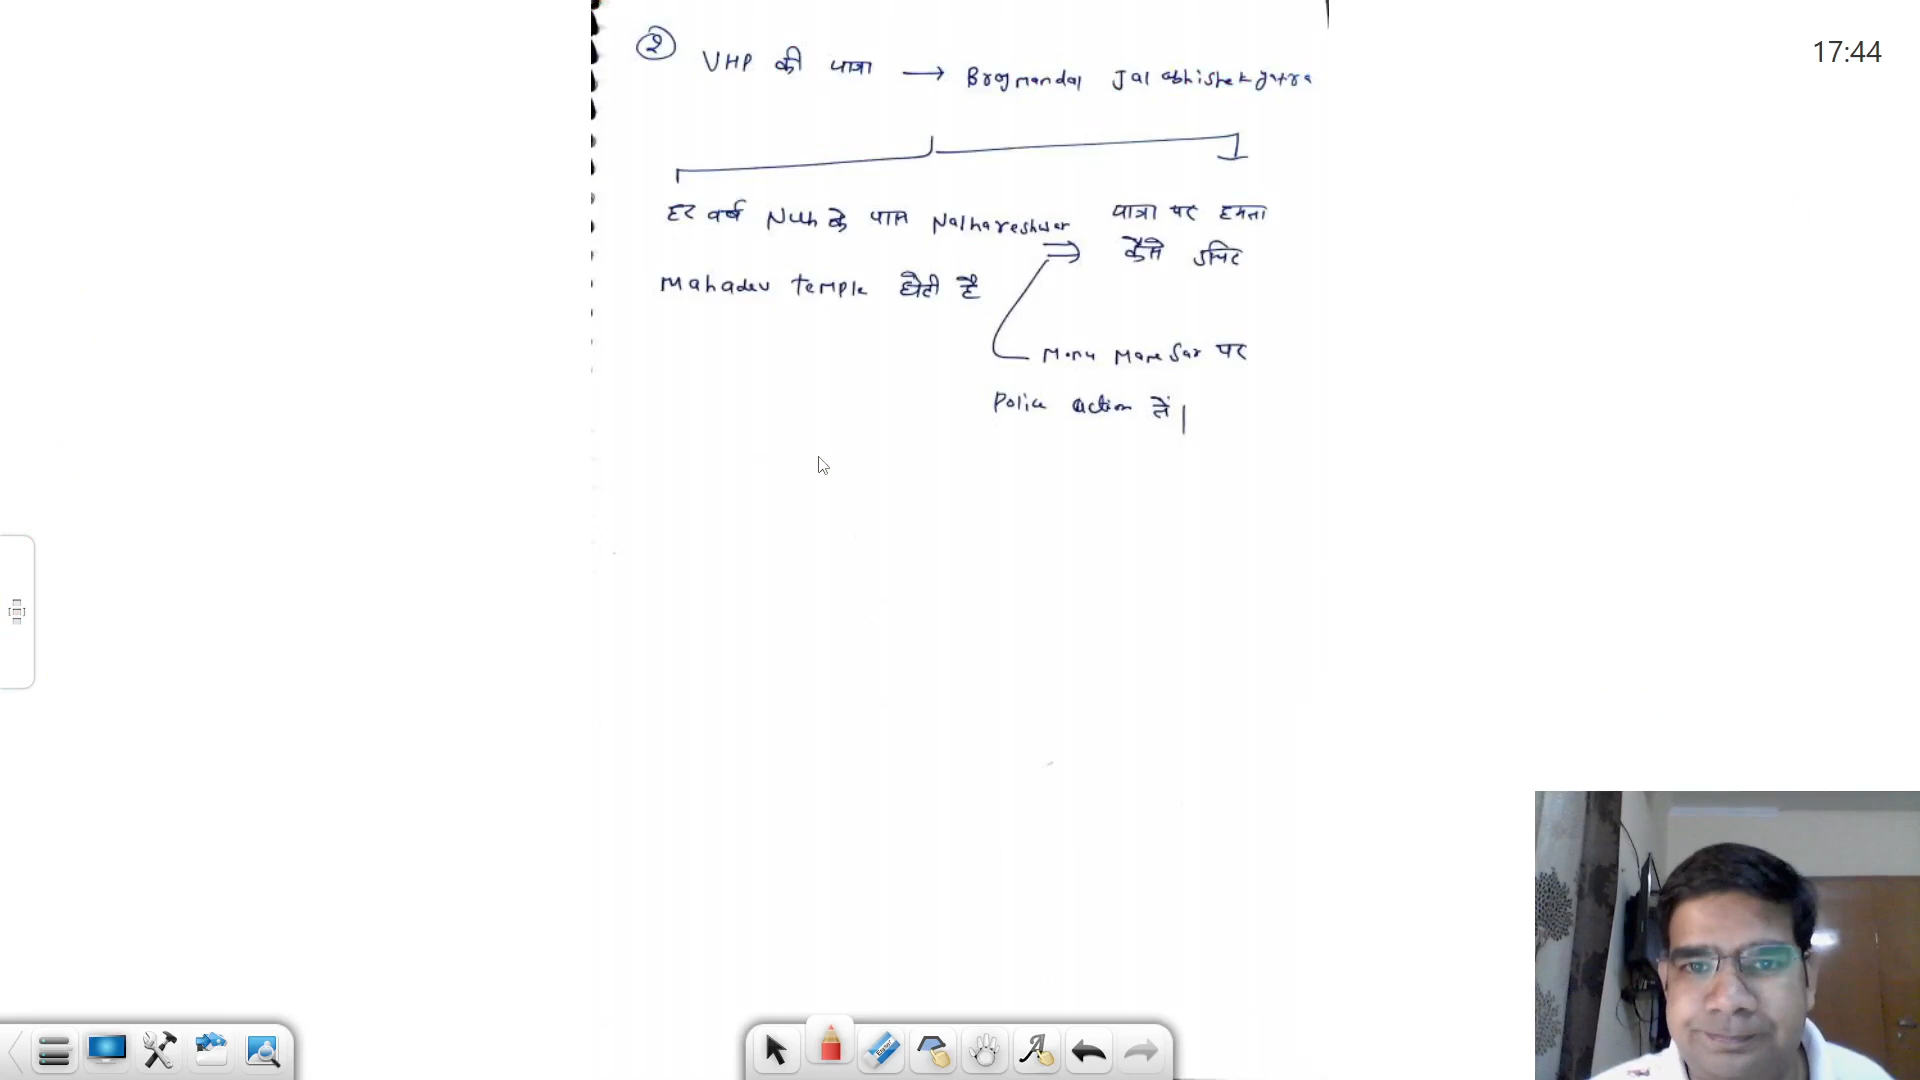 17:44
2 VHP की यात्रा → Brajmandal Jal abhishek yatra
हर वर्ष Nuh के पास Nalhareshwar
Mahadev temple होती है
यात्रा पर हमला
⇒ कैसे उचित
Monu Manesar पर
Police action लें|